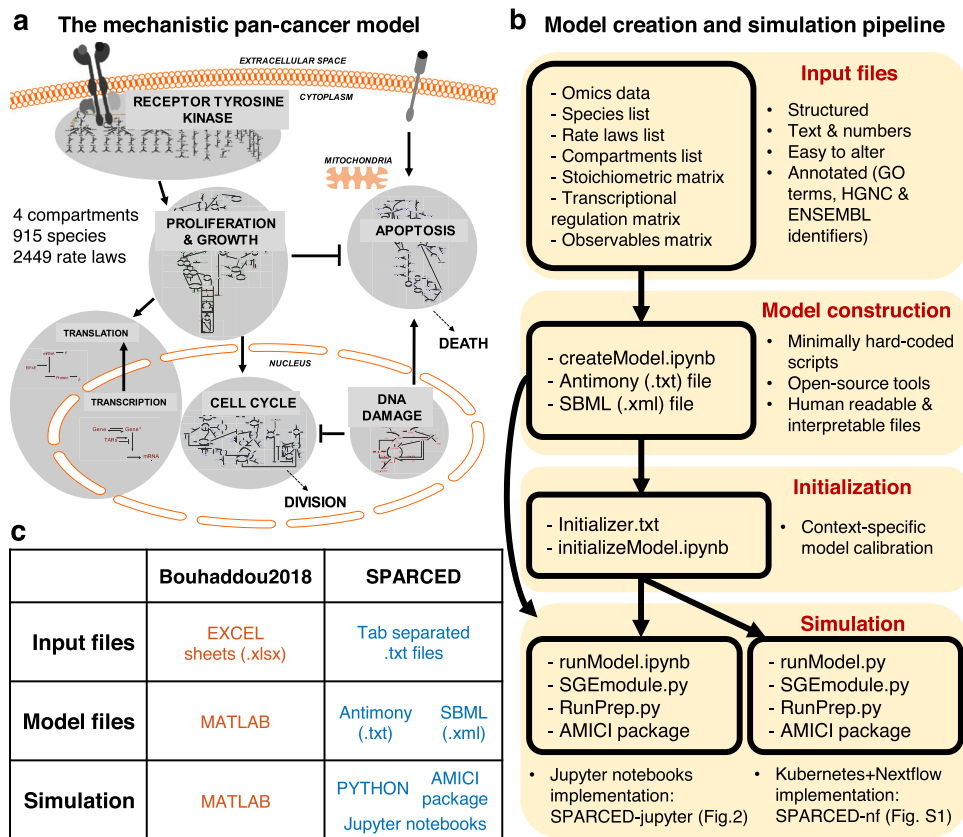 a The mechanistic pan-cancer model
EXTRACELLULAR SPACE
CYTOPLASM
RECEPTOR TYROSINE
KINASE
MITOCHONDRIA
4 compartments
915 species
2449 rate laws
PROLIFERATION
& GROWTH
APOPTOSIS
DEATH
TRANSLATION
mRNA
Protein
TRANSCRIPTION
Gene
Gene*
TARs
mRNA
NUCLEUS
CELL CYCLE
DNA
DAMAGE
DIVISION
b Model creation and simulation pipeline
Input files
- Omics data
- Species list
- Rate laws list
- Compartments list
- Stoichiometric matrix
- Transcriptional
regulation matrix
- Observables matrix
• Structured
• Text & numbers
• Easy to alter
• Annotated (GO
terms, HGNC &
ENSEMBL
identifiers)
Model construction
- createModel.ipynb
- Antimony (.txt) file
- SBML (.xml) file
• Minimally hard-coded
scripts
• Open-source tools
• Human readable &
interpretable files
Initialization
- Initializer.txt
- initializeModel.ipynb
• Context-specific
model calibration
Simulation
- runModel.ipynb
- SGEmodule.py
- RunPrep.py
- AMICI package
- runModel.py
- SGEmodule.py
- RunPrep.py
- AMICI package
• Jupyter notebooks
implementation:
SPARCED-jupyter (Fig.2)
• Kubernetes+Nextflow
implementation:
SPARCED-nf (Fig. S1)
c
Bouhaddou2018 SPARCED
Input files
EXCEL
sheets (.xlsx)
Tab separated
.txt files
Model files
MATLAB
Antimony
(.txt)
SBML
(.xml)
Simulation
MATLAB
PYTHON
AMICI
package
Jupyter notebooks